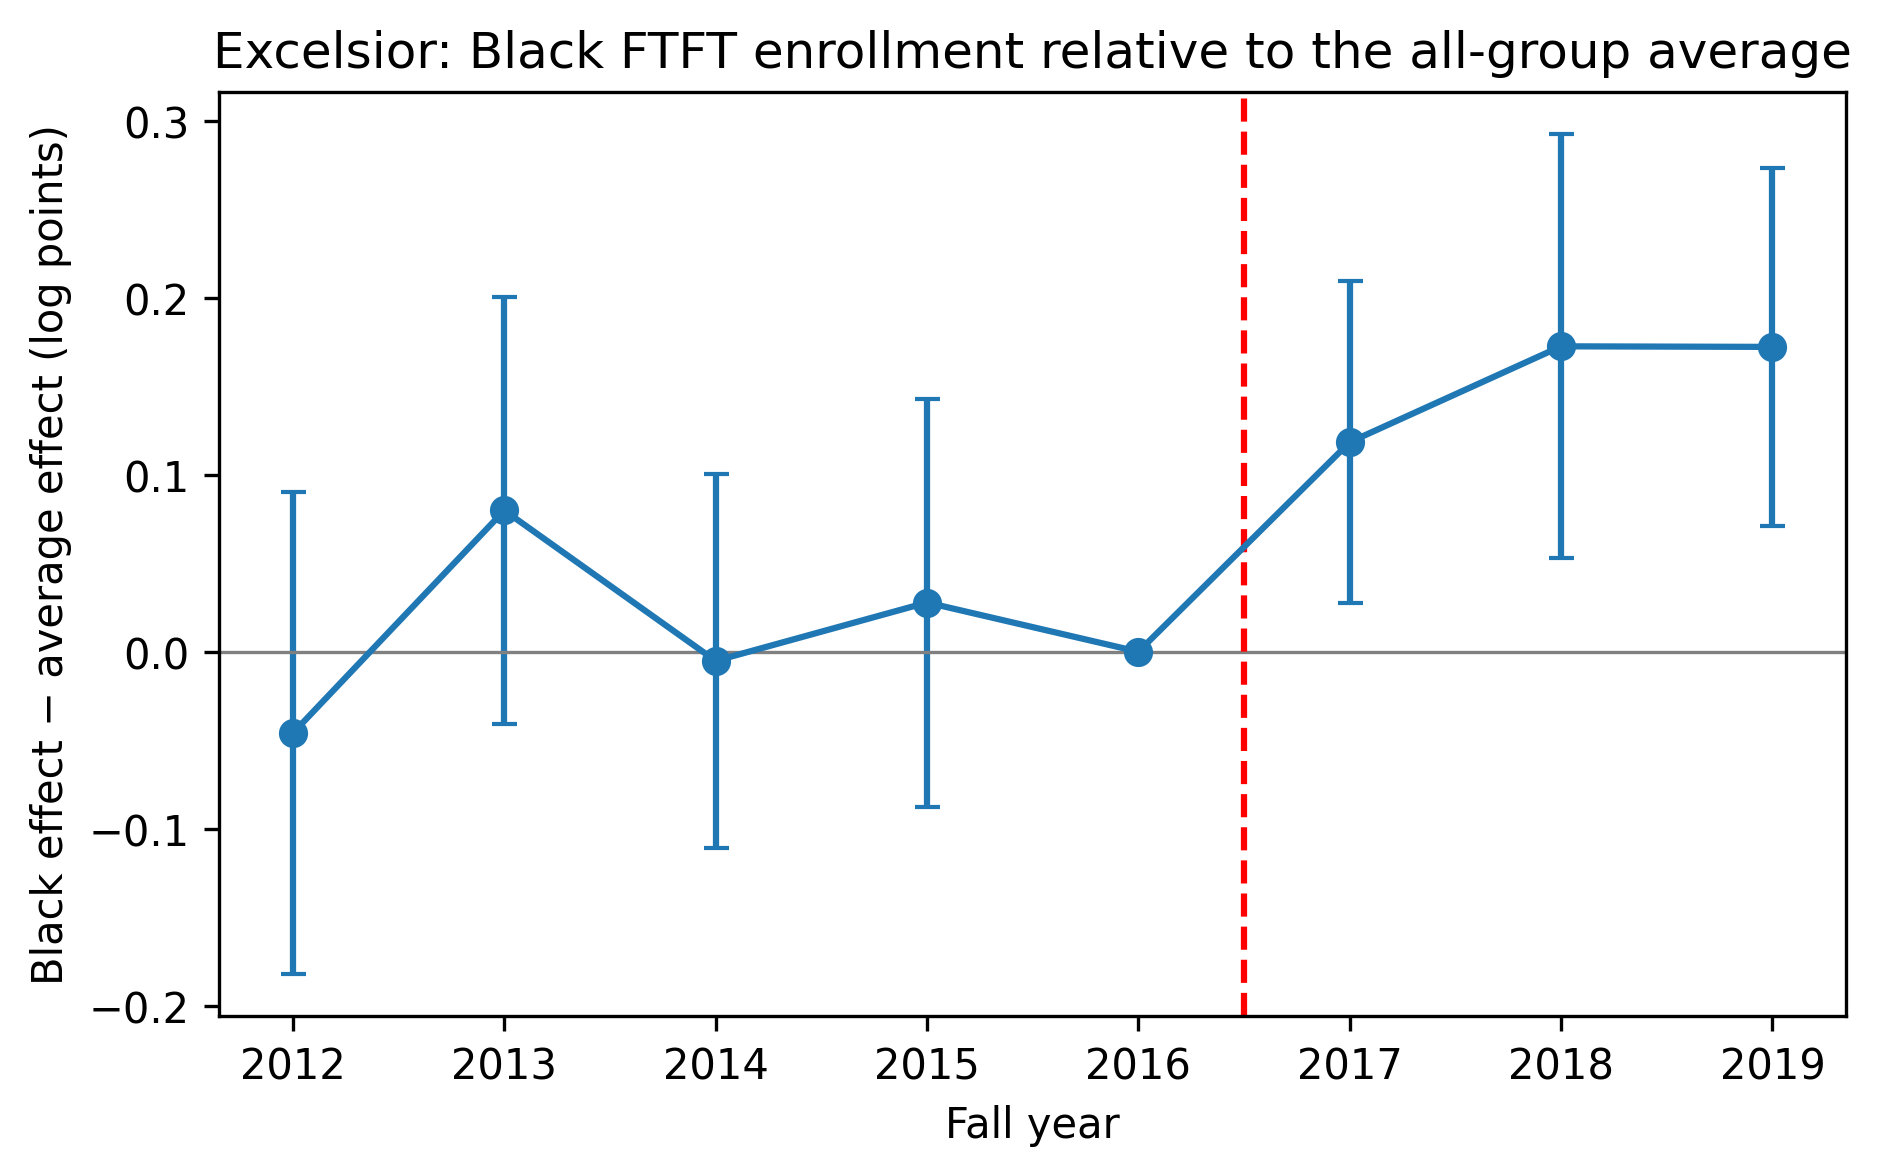 Excelsior: Black FTFT enrollment relative to the all-group average
Black effect − average effect (log points)
0.3
0.2
0.1
0.0
−0.1
−0.2
2012 2013 2014 2015 2016 2017 2018 2019
Fall year